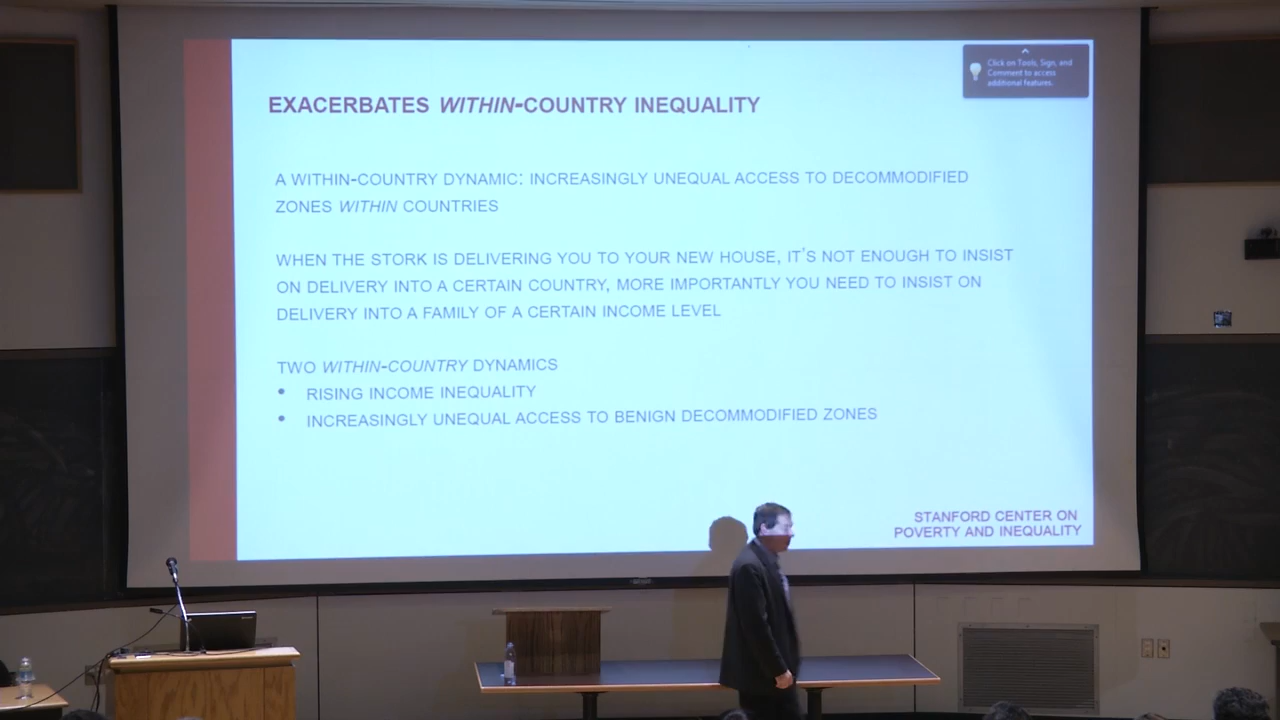 EXACERBATES WITHIN-COUNTRY INEQUALITY
Click on Tools, Sign, and
Comment to access
additional features.
A WITHIN-COUNTRY DYNAMIC: INCREASINGLY UNEQUAL ACCESS TO DECOMMODIFIED
ZONES WITHIN COUNTRIES
WHEN THE STORK IS DELIVERING YOU TO YOUR NEW HOUSE, IT'S NOT ENOUGH TO INSIST
ON DELIVERY INTO A CERTAIN COUNTRY, MORE IMPORTANTLY YOU NEED TO INSIST ON
DELIVERY INTO A FAMILY OF A CERTAIN INCOME LEVEL
TWO WITHIN-COUNTRY DYNAMICS
• RISING INCOME INEQUALITY
• INCREASINGLY UNEQUAL ACCESS TO BENIGN DECOMMODIFIED ZONES
STANFORD CENTER ON
POVERTY AND INEQUALITY